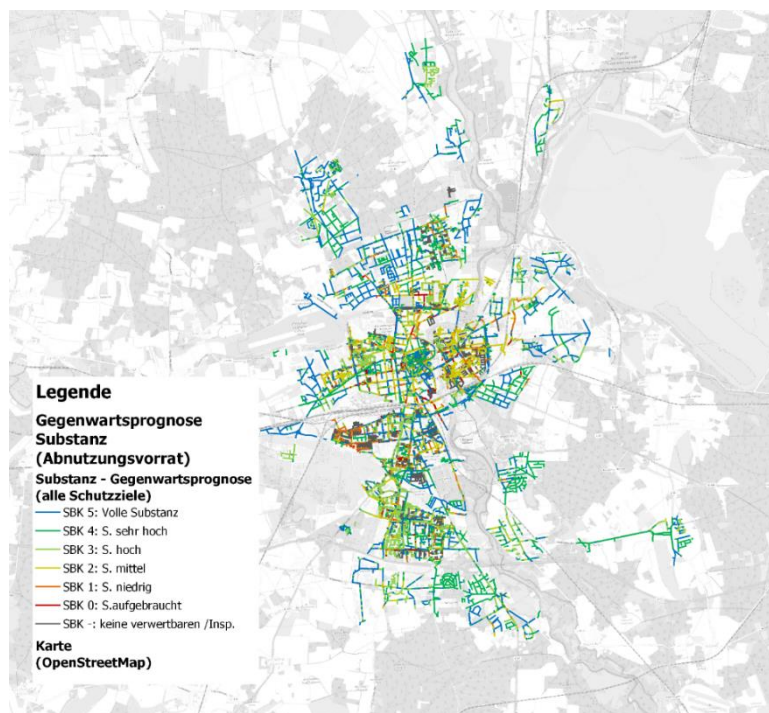 Legende
Gegenwartsprognose
Substanz
(Abnutzungsvorrat)
Substanz - Gegenwartsprognose
(alle Schutzziele)
SBK 5: Volle Substanz
SBK 4: S. sehr hoch
SBK 3: S. hoch
SBK 2: S. mittel
SBK 1: S. niedrig
SBK 0: S.aufgebraucht
SBK -: keine verwertbaren /Insp.
Karte
(OpenStreetMap)